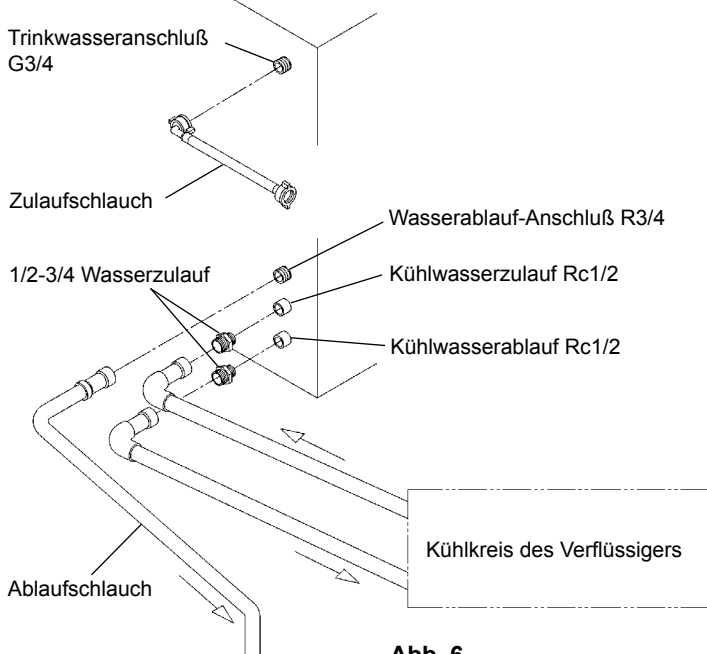 Trinkwasseranschluß
G3/4
Zulaufschlauch
Wasserablauf-Anschluß R3/4
1/2-3/4 Wasserzulauf
Kühlwasserzulauf Rc1/2
Kühlwasserablauf Rc1/2
Kühlkreis des Verflüssigers
Ablaufschlauch
Abb. 6